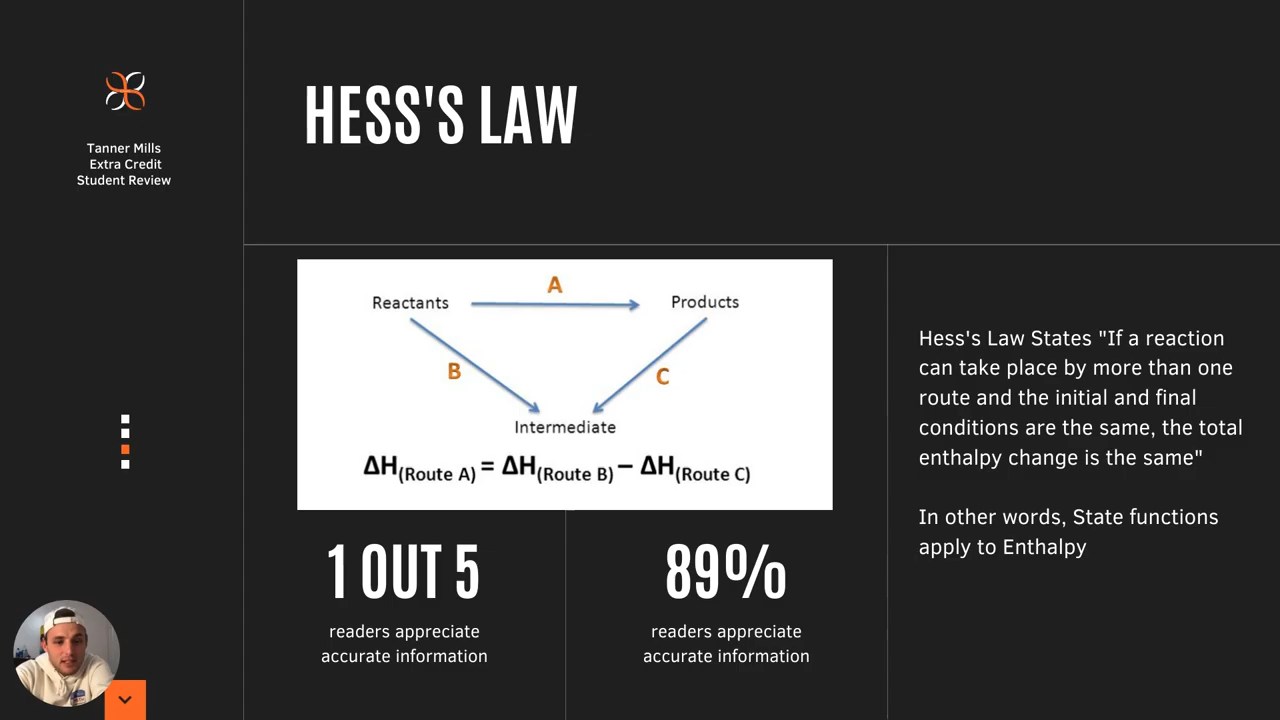 Tanner Mills
Extra Credit
Student Review
HESS'S LAW
A
Reactants
Products
B
C
Intermediate
ΔH(Route A) = ΔH(Route B) – ΔH(Route C)
1 OUT 5
readers appreciate
accurate information
89%
readers appreciate
accurate information
Hess's Law States "If a reaction
can take place by more than one
route and the initial and final
conditions are the same, the total
enthalpy change is the same"
In other words, State functions
apply to Enthalpy